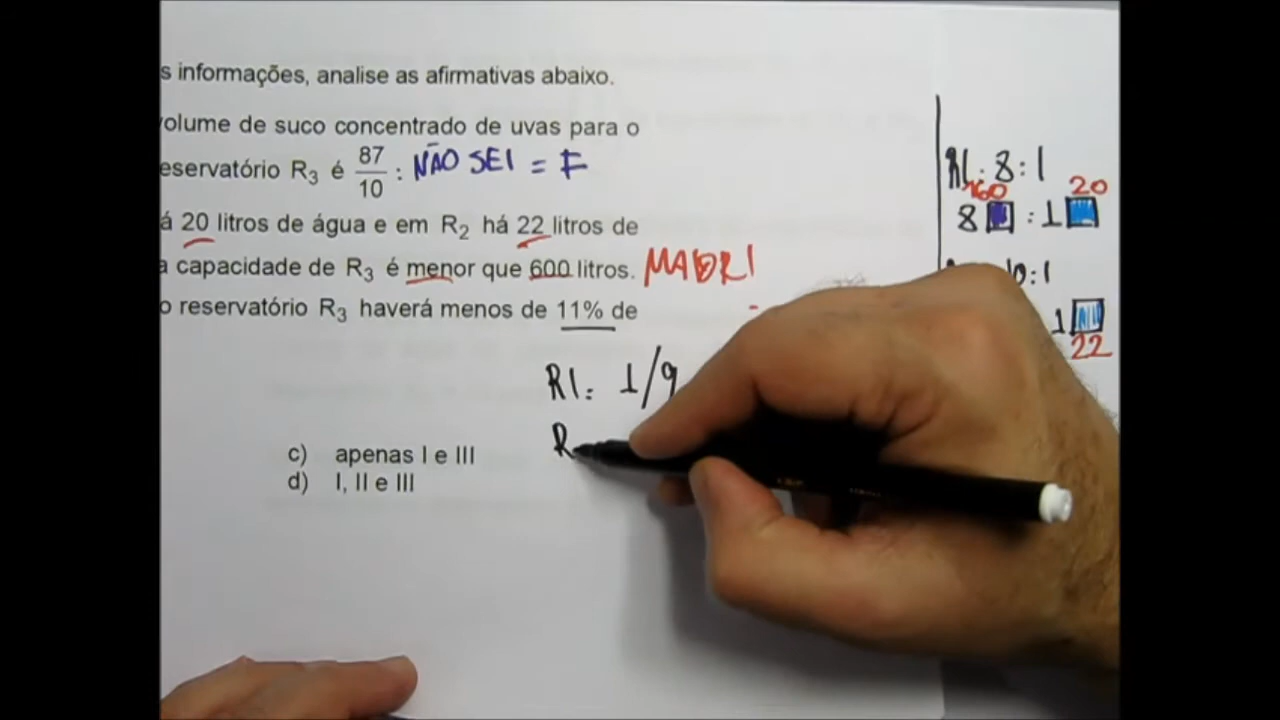 s informações, analise as afirmativas abaixo.
volume de suco concentrado de uvas para o
eservatório R3 é 87/10 : NÃO SEI = F
á 20 litros de água e em R2 há 22 litros de
a capacidade de R3 é menor que 600 litros.
o reservatório R3 haverá menos de 11% de
R1: 1/9
R
c) apenas I e III
d) I, II e III
R1: 8:1
160 20
8 : 1
10:1
1
22